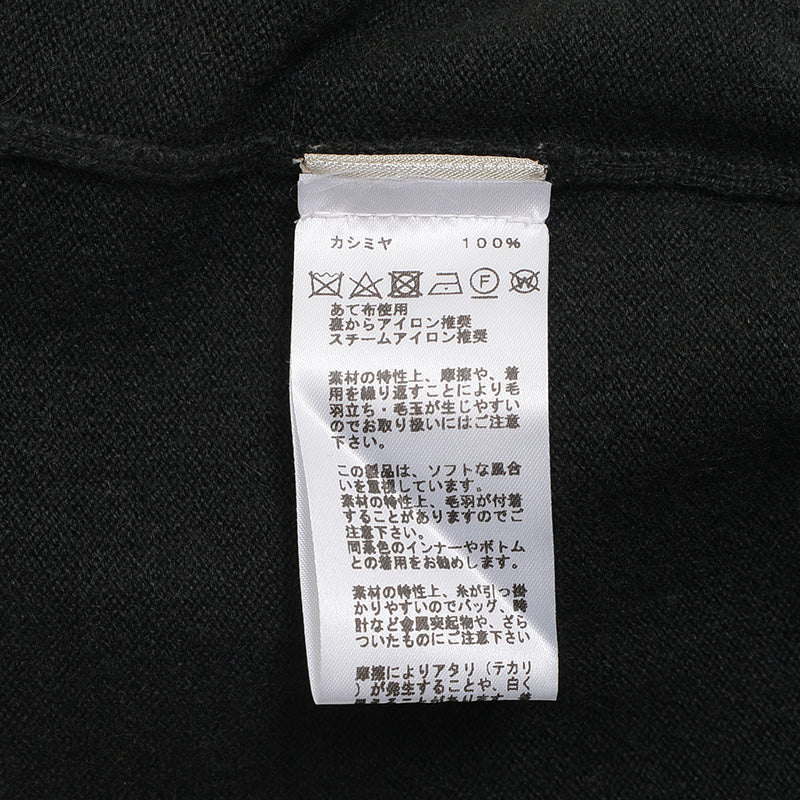 カシミヤ 100%
F W
あて布使用
裏からアイロン推奨
スチームアイロン推奨
素材の特性上、摩擦や、着
用を繰り返すことにより毛
羽立ち・毛玉が生じやすい
のでお取り扱いにはご注意
下さい。
この製品は、ソフトな風合
いを重視しています。
素材の特性上、毛羽が付着
することがありますのでご
注意下さい。
同系色のインナーやボトム
との着用をお勧めします。
素材の特性上、糸が引っ掛
かりやすいのでバッグ、時
計など金属突起物や、ざら
ついたものにご注意下さい
摩擦によりアタリ（テカリ
）が発生することや、白く